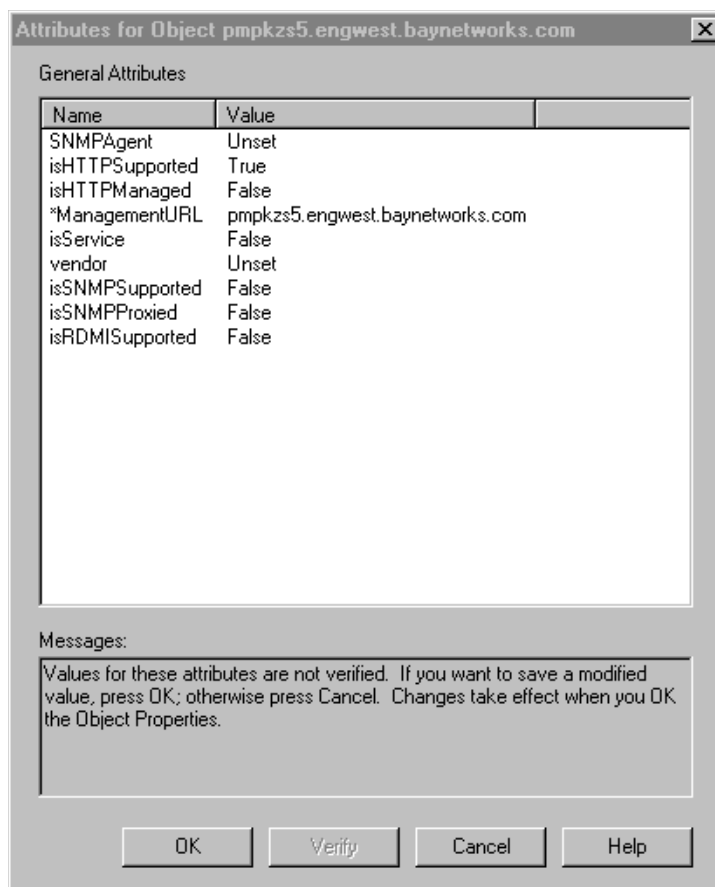 Attributes for Object pmpkzs5.engwest.baynetworks.com
General Attributes
Name Value
SNMPAgent Unset
isHTTPSupported True
isHTTPManaged False
*ManagementURL pmpkzs5.engwest.baynetworks.com
isService False
vendor Unset
isSNMPSupported False
isSNMPProxied False
isRDMISupported False
Messages:
Values for these attributes are not verified.  If you want to save a modified
value, press OK; otherwise press Cancel.  Changes take effect when you OK
the Object Properties.
OK Verify Cancel Help